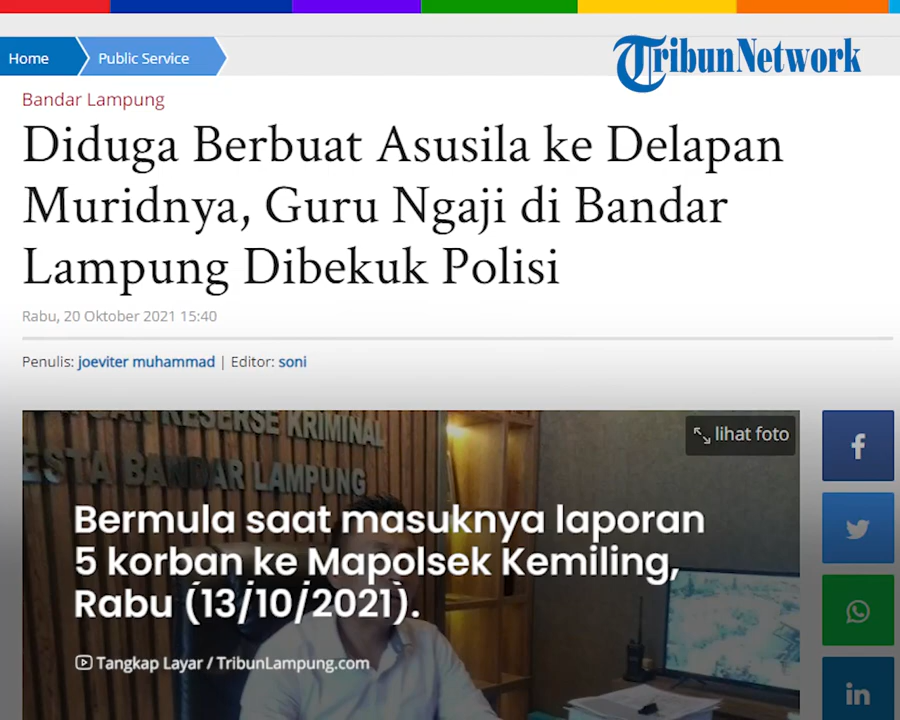 TribunNetwork
Home
Public Service
Bandar Lampung
Diduga Berbuat Asusila ke Delapan
Muridnya, Guru Ngaji di Bandar
Lampung Dibekuk Polisi
Rabu, 20 Oktober 2021 15:40
Penulis: joeviter muhammad | Editor: soni
RESERSE KRIMINAL
lihat foto
ESTA BANDAR LAMPUNG
Bermula saat masuknya laporan
5 korban ke Mapolsek Kemiling,
Rabu (13/10/2021).
Tangkap Layar / TribunLampung.com